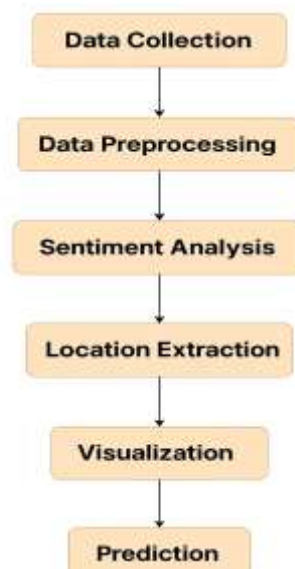 Data Collection
Data Preprocessing
Sentiment Analysis
Location Extraction
Visualization
Prediction